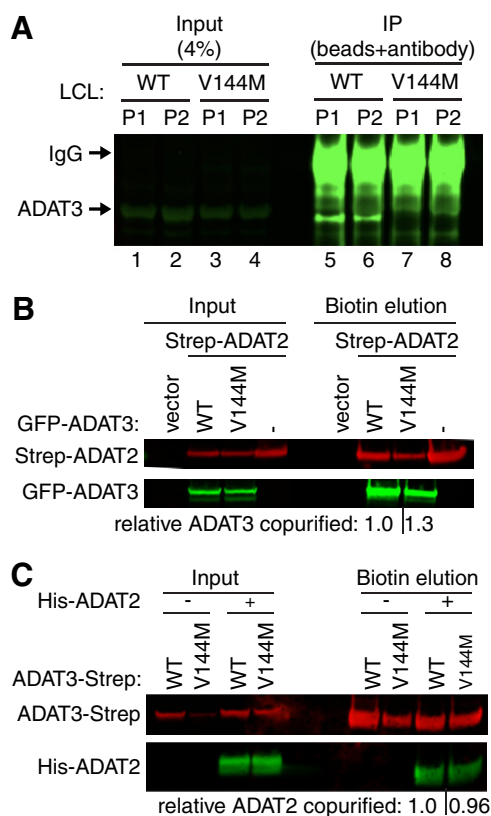 A
Input
(4%)
IP
(beads+antibody)
LCL:
WT V144M WT V144M
P1 P2 P1 P2 P1 P2 P1 P2
IgG
ADAT3
1 2 3 4 5 6 7 8
B
Input Biotin elution
Strep-ADAT2 Strep-ADAT2
GFP-ADAT3: vector WT V144M - vector WT V144M -
Strep-ADAT2
GFP-ADAT3
relative ADAT3 copurified: 1.0 1.3
C
Input Biotin elution
His-ADAT2 - + - +
ADAT3-Strep: WT V144M WT V144M WT V144M WT V144M
ADAT3-Strep
His-ADAT2
relative ADAT2 copurified: 1.0 0.96